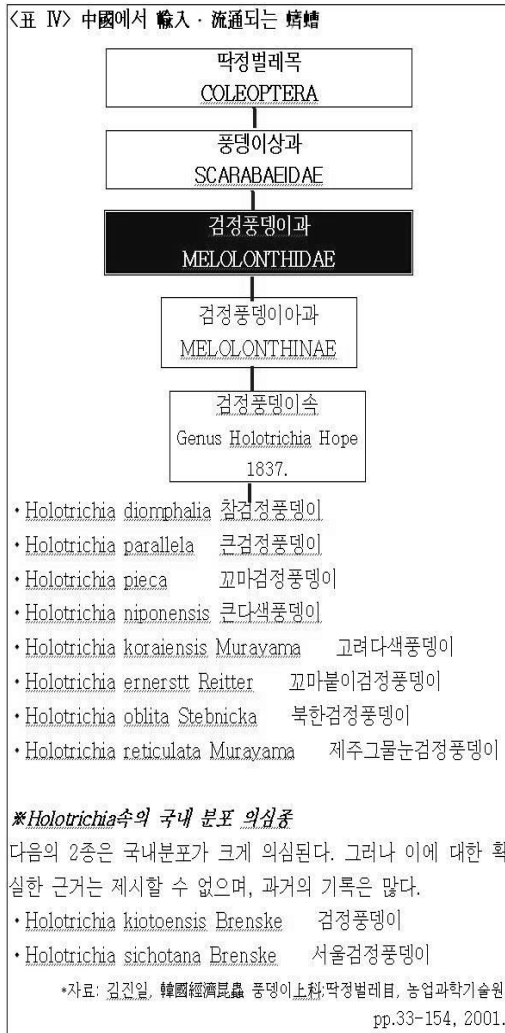 <표 Ⅳ> 中國에서 輸入·流通되는 蠐螬
딱정벌레목
COLEOPTERA
풍뎅이상과
SCARABAEIDAE
검정풍뎅이과
MELOLONTHIDAE
검정풍뎅이아과
MELOLONTHINAE
검정풍뎅이속
Genus Holotrichia Hope
1837.
·Holotrichia diomphalia 참검정풍뎅이
·Holotrichia parallela 큰검정풍뎅이
·Holotrichia pieca 꼬마검정풍뎅이
·Holotrichia niponensis 큰다색풍뎅이
·Holotrichia koraiensis Murayama 고려다색풍뎅이
·Holotrichia ernerstt Reitter 꼬마붙이검정풍뎅이
·Holotrichia oblita Stebnicka 북한검정풍뎅이
·Holotrichia reticulata Murayama 제주그물눈검정풍뎅이
※Holotrichia속의 국내 분포 의심종
다음의 2종은 국내분포가 크게 의심된다. 그러나 이에 대한 확
실한 근거는 제시할 수 없으며, 과거의 기록은 많다.
·Holotrichia kiotoensis Brenske 검정풍뎅이
·Holotrichia sichotana Brenske 서울검정풍뎅이
*자료: 김진일, 韓國經濟昆蟲 풍뎅이上科;딱정벌레目, 농업과학기술원
pp.33-154, 2001.